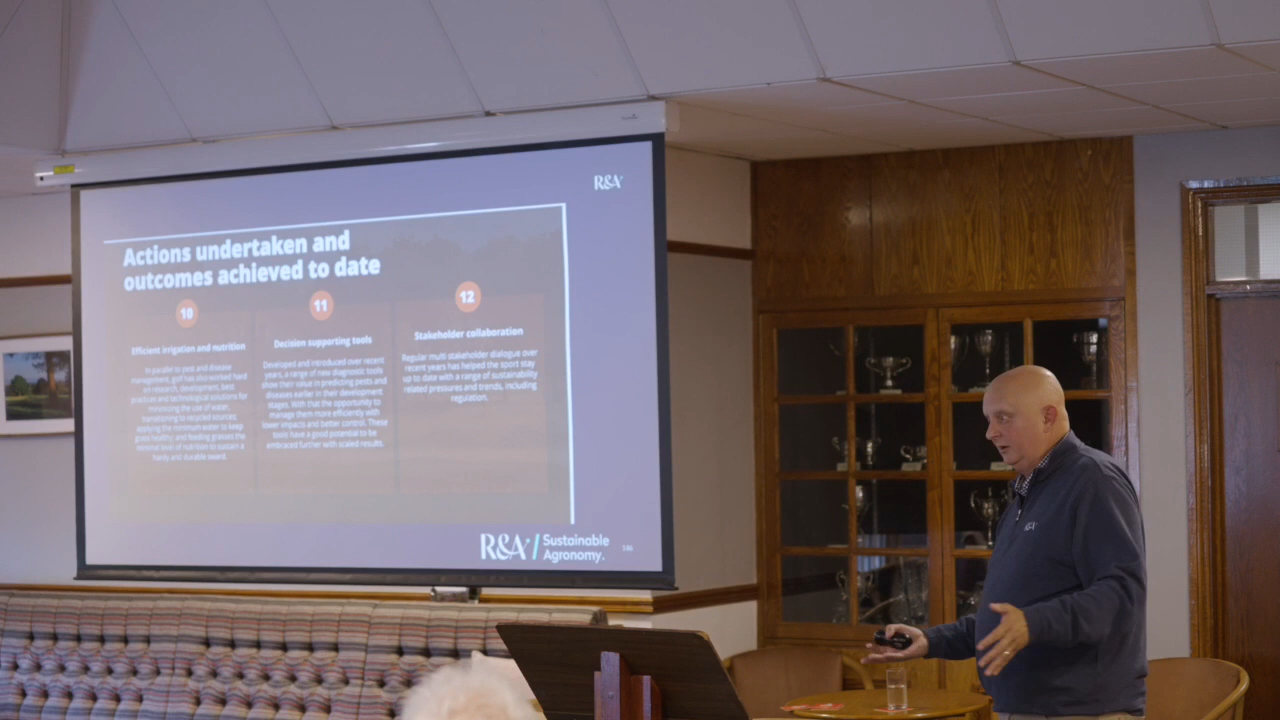 R&A
Actions undertaken and
outcomes achieved to date
10
Efficient irrigation and nutrition
In parallel to pest and disease
management, golf has also worked hard
on research, development, best
practices and technological solutions for
minimizing the use of water,
transitioning to recycled sources,
applying the minimum water to keep
grass healthy, and feeding grasses the
minimal level of nutrition to sustain a
hardy and durable sward.
11
Decision supporting tools
Developed and introduced over recent
years, a range of new diagnostic tools
show their value in predicting pests and
diseases earlier in their development
stages. With that the opportunity to
manage them more efficiently with
lower impacts and better control. These
tools have a good potential to be
embraced further with scaled results.
12
Stakeholder collaboration
Regular multi stakeholder dialogue over
recent years has helped the sport stay
up to date with a range of sustainability
related pressures and trends, including
regulation.
R&A / Sustainable
Agronomy.
R&A